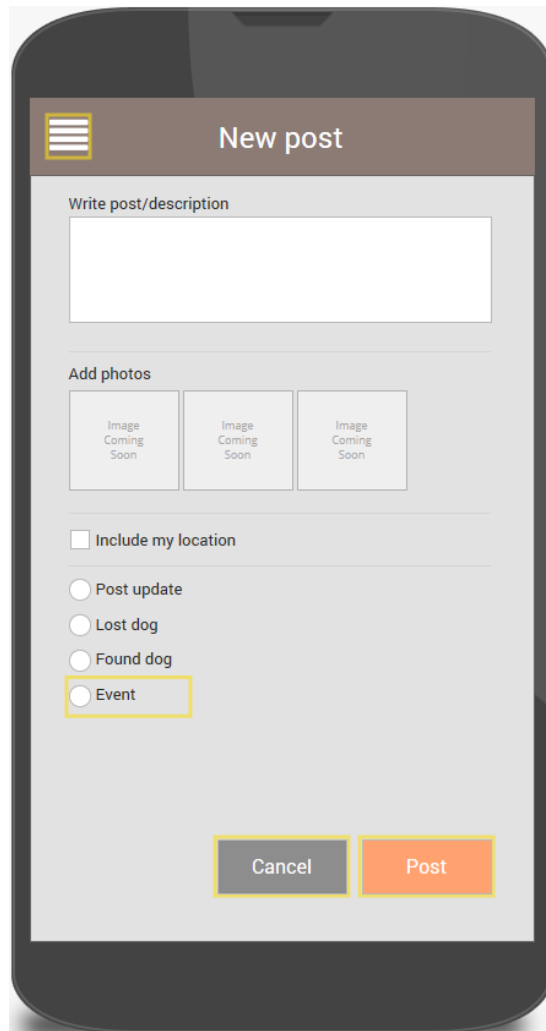 New post
Write post/description
Add photos
Image
Coming
Soon
Image
Coming
Soon
Image
Coming
Soon
Include my location
Post update
Lost dog
Found dog
Event
Cancel
Post